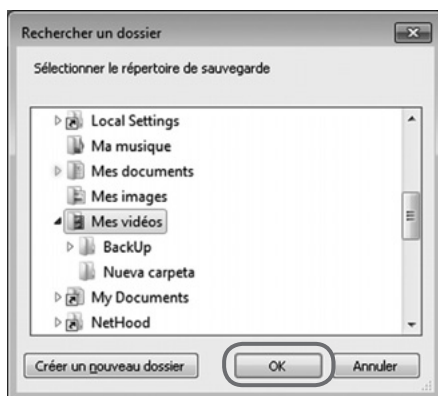 Rechercher un dossier
Sélectionner le répertoire de sauvegarde
Local Settings
Ma musique
Mes documents
Mes images
Mes vidéos
BackUp
Nueva carpeta
My Documents
NetHood
Créer un nouveau dossier OK Annuler